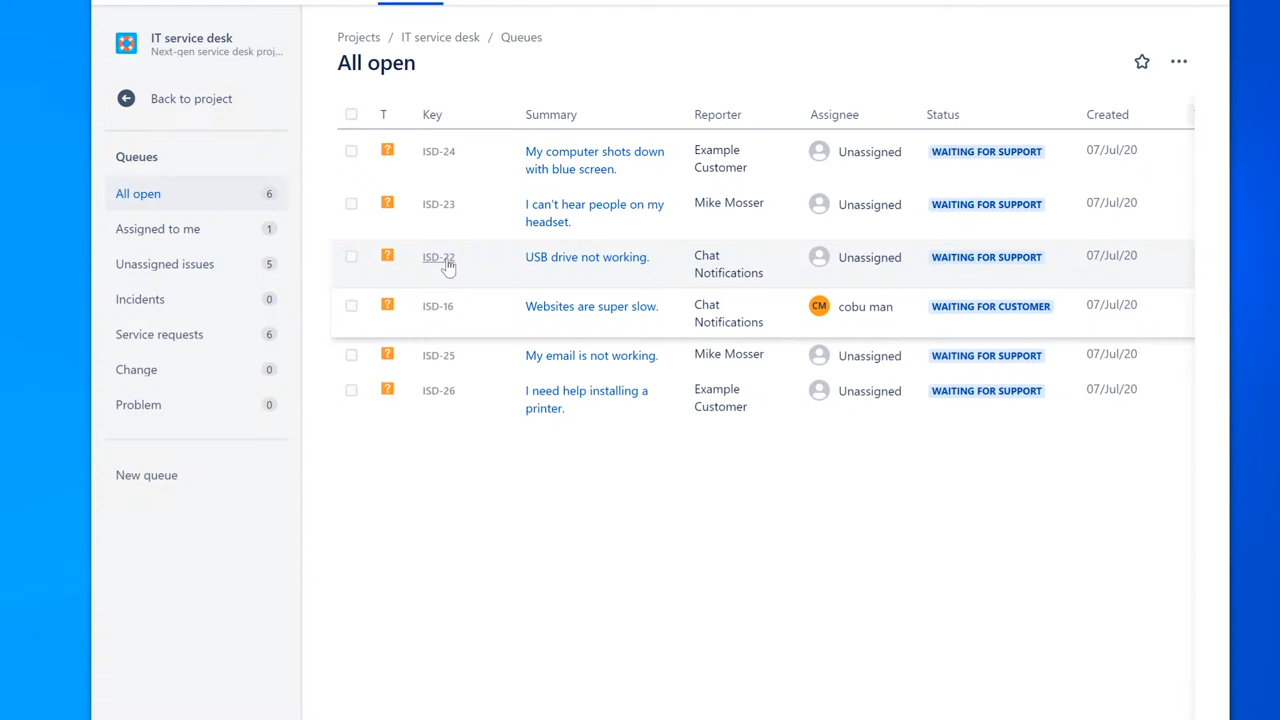 IT service desk
Next-gen service desk proj...
Back to project
Queues
All open 6
Assigned to me 1
Unassigned issues 5
Incidents 0
Service requests 6
Change 0
Problem 0
New queue
Projects / IT service desk / Queues
All open
T Key Summary Reporter Assignee Status Created
ISD-24 My computer shots down Example Unassigned WAITING FOR SUPPORT 07/Jul/20
with blue screen. Customer
ISD-23 I can't hear people on my Mike Mosser Unassigned WAITING FOR SUPPORT 07/Jul/20
headset.
ISD-22 USB drive not working. Chat Unassigned WAITING FOR SUPPORT 07/Jul/20
Notifications
ISD-16 Websites are super slow. Chat CM cobu man WAITING FOR CUSTOMER 07/Jul/20
Notifications
ISD-25 My email is not working. Mike Mosser Unassigned WAITING FOR SUPPORT 07/Jul/20
ISD-26 I need help installing a Example Unassigned WAITING FOR SUPPORT 07/Jul/20
printer. Customer